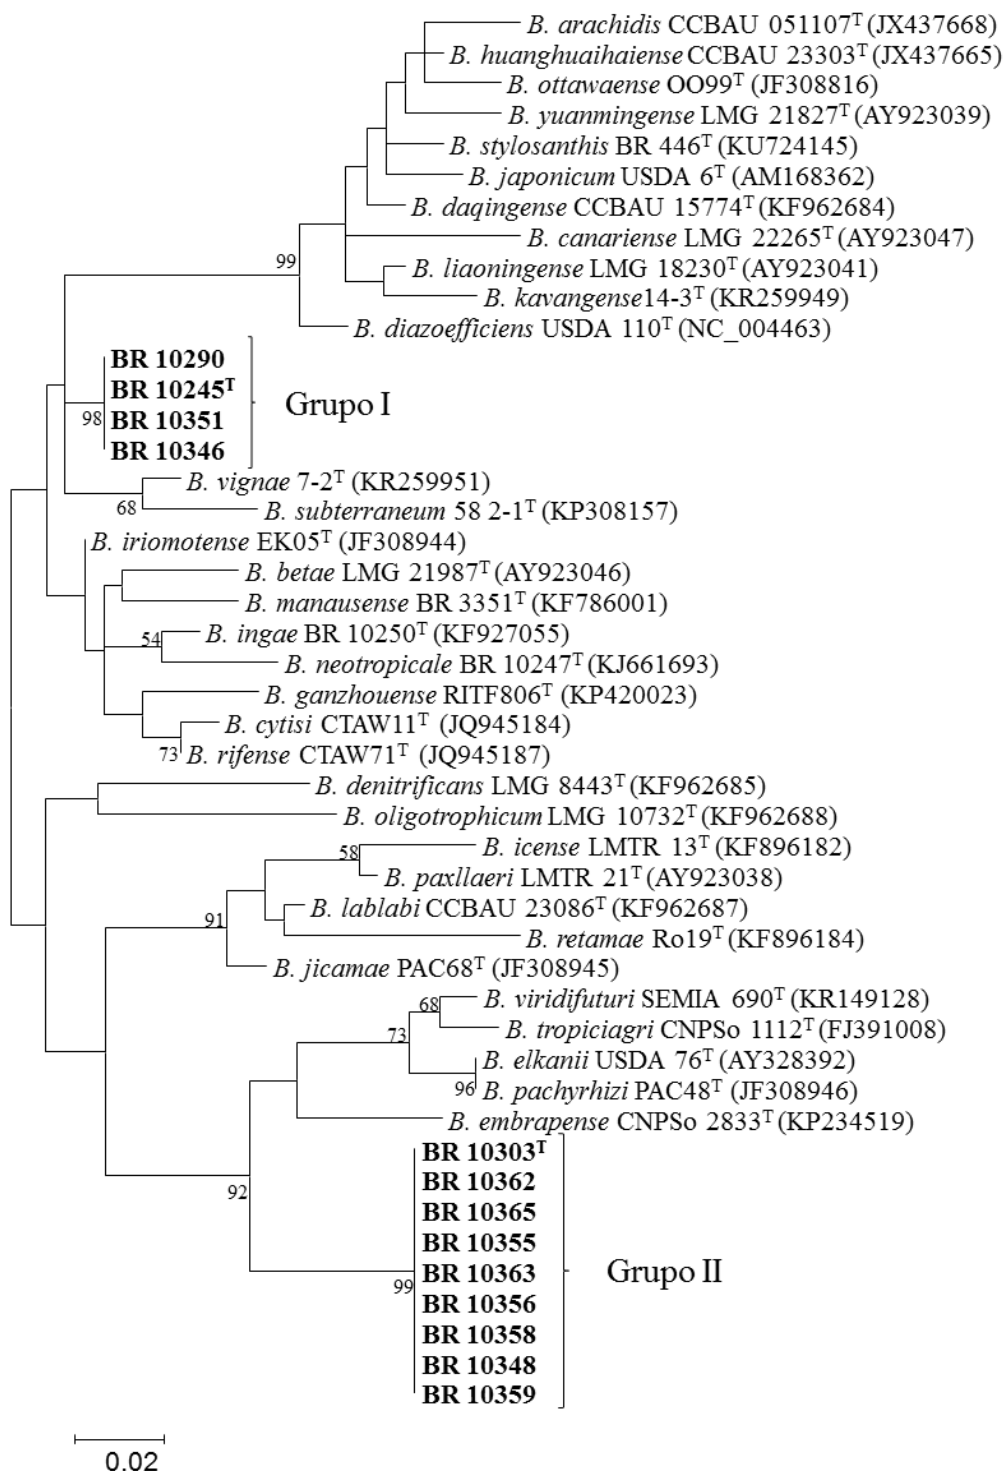 B. arachidis CCBAU 051107ᵀ (JX437668)
B. huanghuaihaiense CCBAU 23303ᵀ (JX437665)
B. ottawaense OO99ᵀ (JF308816)
B. yuanmingense LMG 21827ᵀ (AY923039)
B. stylosanthis BR 446ᵀ (KU724145)
B. japonicum USDA 6ᵀ (AM168362)
B. daqingense CCBAU 15774ᵀ (KF962684)
B. canariense LMG 22265ᵀ (AY923047)
99
B. liaoningense LMG 18230ᵀ (AY923041)
B. kavangense14-3ᵀ (KR259949)
B. diazoefficiens USDA 110ᵀ (NC_004463)
BR 10290
BR 10245ᵀ
Grupo I
98
BR 10351
BR 10346
B. vignae 7-2ᵀ (KR259951)
68
B. subterraneum 58 2-1ᵀ (KP308157)
B. iriomotense EK05ᵀ (JF308944)
B. betae LMG 21987ᵀ (AY923046)
B. manausense BR 3351ᵀ (KF786001)
54
B. ingae BR 10250ᵀ (KF927055)
B. neotropicale BR 10247ᵀ (KJ661693)
B. ganzhouense RITF806ᵀ (KP420023)
B. cytisi CTAW11ᵀ (JQ945184)
73
B. rifense CTAW71ᵀ (JQ945187)
B. denitrificans LMG 8443ᵀ (KF962685)
B. oligotrophicum LMG 10732ᵀ (KF962688)
58
B. icense LMTR 13ᵀ (KF896182)
B. paxllaeri LMTR 21ᵀ (AY923038)
91
B. lablabi CCBAU 23086ᵀ (KF962687)
B. retamae Ro19ᵀ (KF896184)
B. jicamae PAC68ᵀ (JF308945)
68
B. viridifuturi SEMIA 690ᵀ (KR149128)
73
B. tropiciagri CNPSo 1112ᵀ (FJ391008)
B. elkanii USDA 76ᵀ (AY328392)
96
B. pachyrhizi PAC48ᵀ (JF308946)
B. embrapense CNPSo 2833ᵀ (KP234519)
BR 10303ᵀ
92
BR 10362
BR 10365
BR 10355
BR 10363
Grupo II
99
BR 10356
BR 10358
BR 10348
BR 10359
0.02